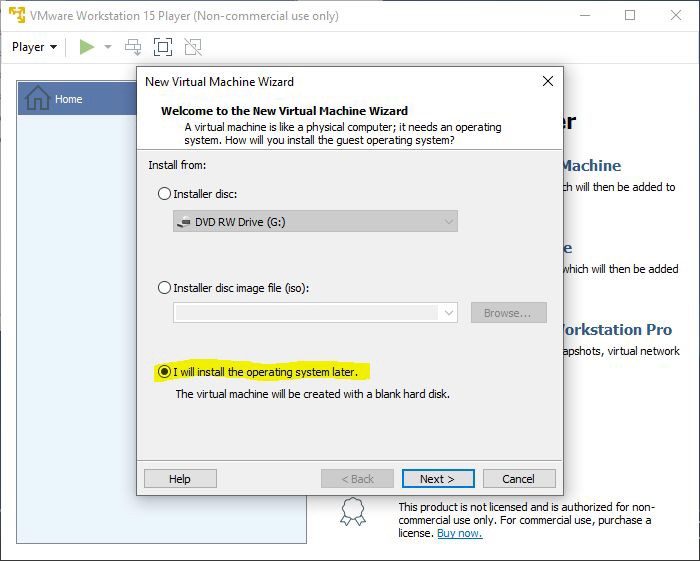 VMware Workstation 15 Player (Non-commercial use only)
Player
Home
New Virtual Machine Wizard
Welcome to the New Virtual Machine Wizard
A virtual machine is like a physical computer; it needs an operating
system. How will you install the guest operating system?
Install from:
Installer disc:
DVD RW Drive (G:)
Installer disc image file (iso):
Browse...
I will install the operating system later.
The virtual machine will be created with a blank hard disk.
Help
< Back
Next >
Cancel
er
Machine
ch will then be added to
e
which will then be added
orkstation Pro
apshots, virtual network
This product is not licensed and is authorized for non-
commercial use only. For commercial use, purchase a
license. Buy now.